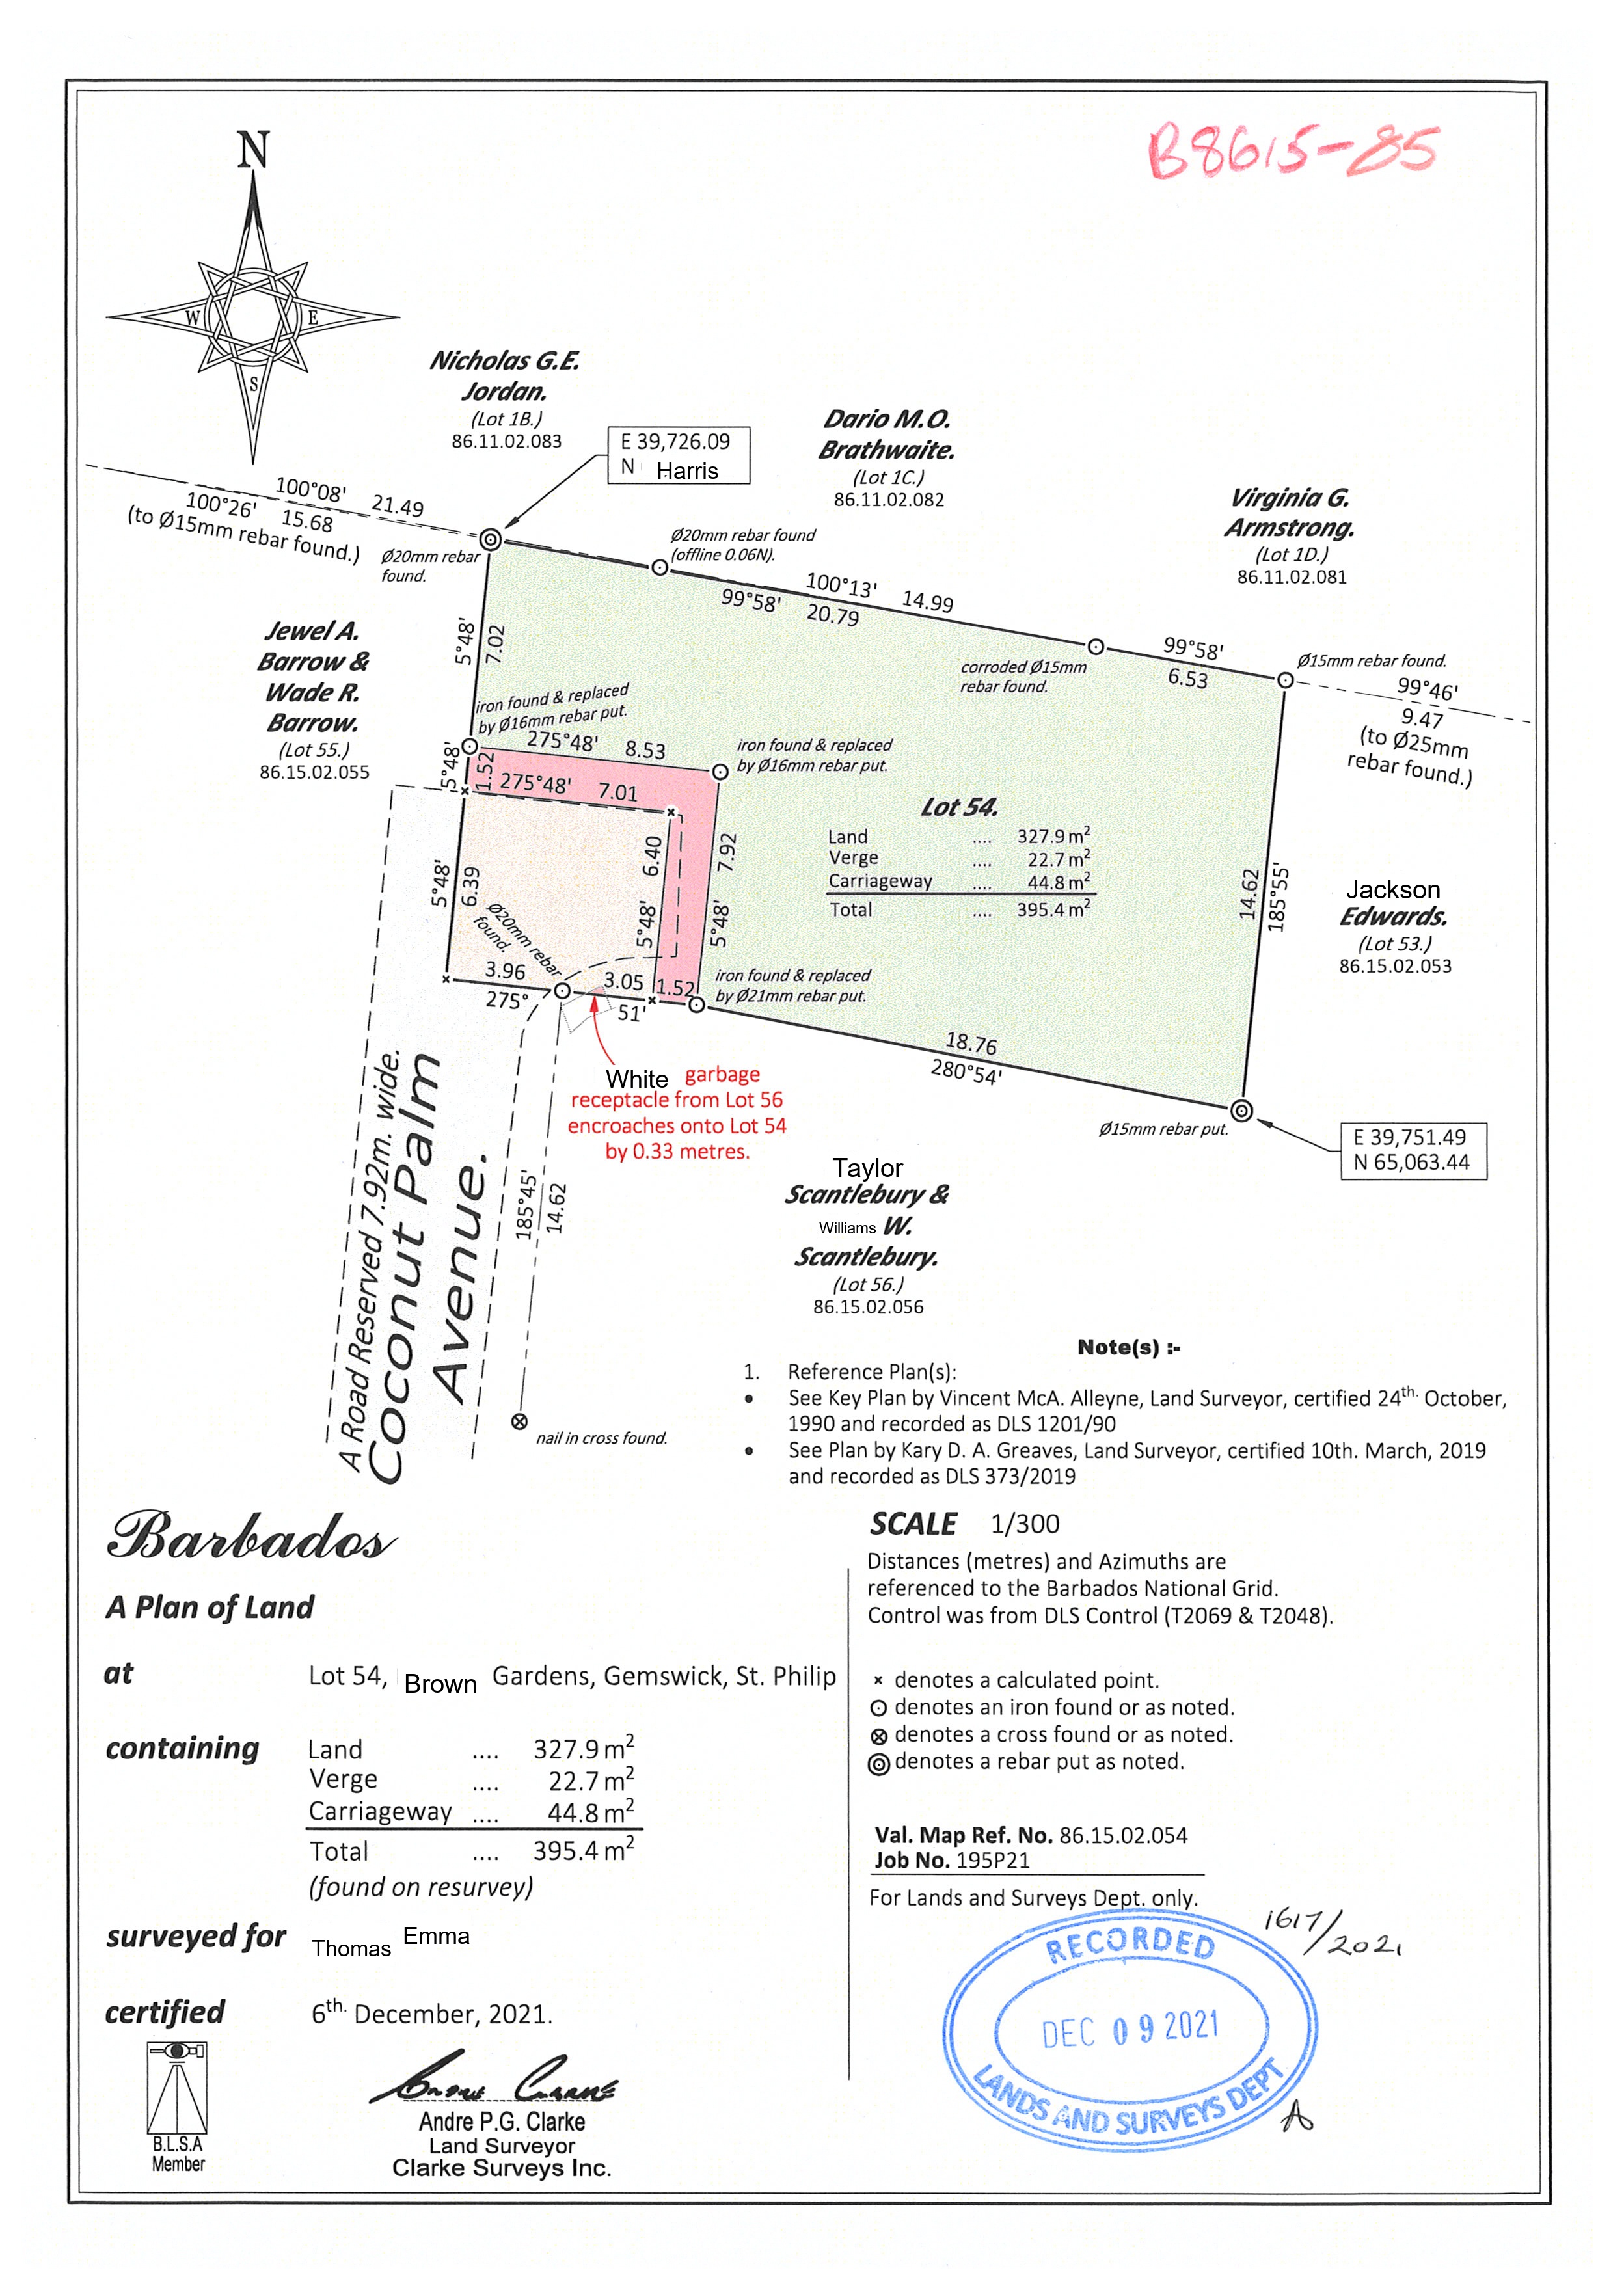 B8615-85
N
W
E
S
Nicholas G.E.
Jordan.
(Lot 1B.)
86.11.02.083
E 39,726.09
N Harris
Dario M.O.
Brathwaite.
(Lot 1C.)
86.11.02.082
Virginia G.
Armstrong.
(Lot 1D.)
86.11.02.081
100°08' 21.49
100°26' 15.68
(to Ø15mm rebar found.)
Ø20mm rebar
found.
Ø20mm rebar found
(offline 0.06N).
100°13' 14.99
99°58' 20.79
corroded Ø15mm
rebar found.
99°58'
6.53
Ø15mm rebar found.
99°46'
9.47
(to Ø25mm
rebar found.)
Jewel A.
Barrow &
Wade R.
Barrow.
(Lot 55.)
86.15.02.055
5°48'
7.02
iron found & replaced
by Ø16mm rebar put.
275°48' 8.53
iron found & replaced
by Ø16mm rebar put.
5°48'
1.52
275°48' 7.01
5°48'
6.39
5°48' 6.40
5°48' 7.92
Lot 54.
Land .... 327.9 m²
Verge .... 22.7 m²
Carriageway .... 44.8 m²
Total .... 395.4 m²
14.62
185°55'
Jackson
Edwards.
(Lot 53.)
86.15.02.053
Ø20mm rebar
found.
3.96
275°
3.05
51'
1.52
iron found & replaced
by Ø21mm rebar put.
18.76
280°54'
White garbage
receptacle from Lot 56
encroaches onto Lot 54
by 0.33 metres.
Ø15mm rebar put.
E 39,751.49
N 65,063.44
A Road Reserved 7.92m. wide.
Coconut Palm
Avenue.
185°45'
14.62
nail in cross found.
Taylor
Scantlebury &
Williams W.
Scantlebury.
(Lot 56.)
86.15.02.056
Note(s) :-
1. Reference Plan(s):
• See Key Plan by Vincent McA. Alleyne, Land Surveyor, certified 24th. October,
1990 and recorded as DLS 1201/90
• See Plan by Kary D. A. Greaves, Land Surveyor, certified 10th. March, 2019
and recorded as DLS 373/2019
Barbados
A Plan of Land
at Lot 54, Brown Gardens, Gemswick, St. Philip
containing Land .... 327.9 m²
Verge .... 22.7 m²
Carriageway .... 44.8 m²
Total .... 395.4 m²
(found on resurvey)
surveyed for Thomas Emma
certified 6th. December, 2021.
B.L.S.A
Member
Andre P.G. Clarke
Land Surveyor
Clarke Surveys Inc.
SCALE 1/300
Distances (metres) and Azimuths are
referenced to the Barbados National Grid.
Control was from DLS Control (T2069 & T2048).
× denotes a calculated point.
⊙ denotes an iron found or as noted.
⊗ denotes a cross found or as noted.
◎ denotes a rebar put as noted.
Val. Map Ref. No. 86.15.02.054
Job No. 195P21
For Lands and Surveys Dept. only.
1617/2021
RECORDED
DEC 09 2021
LANDS AND SURVEYS DEPT